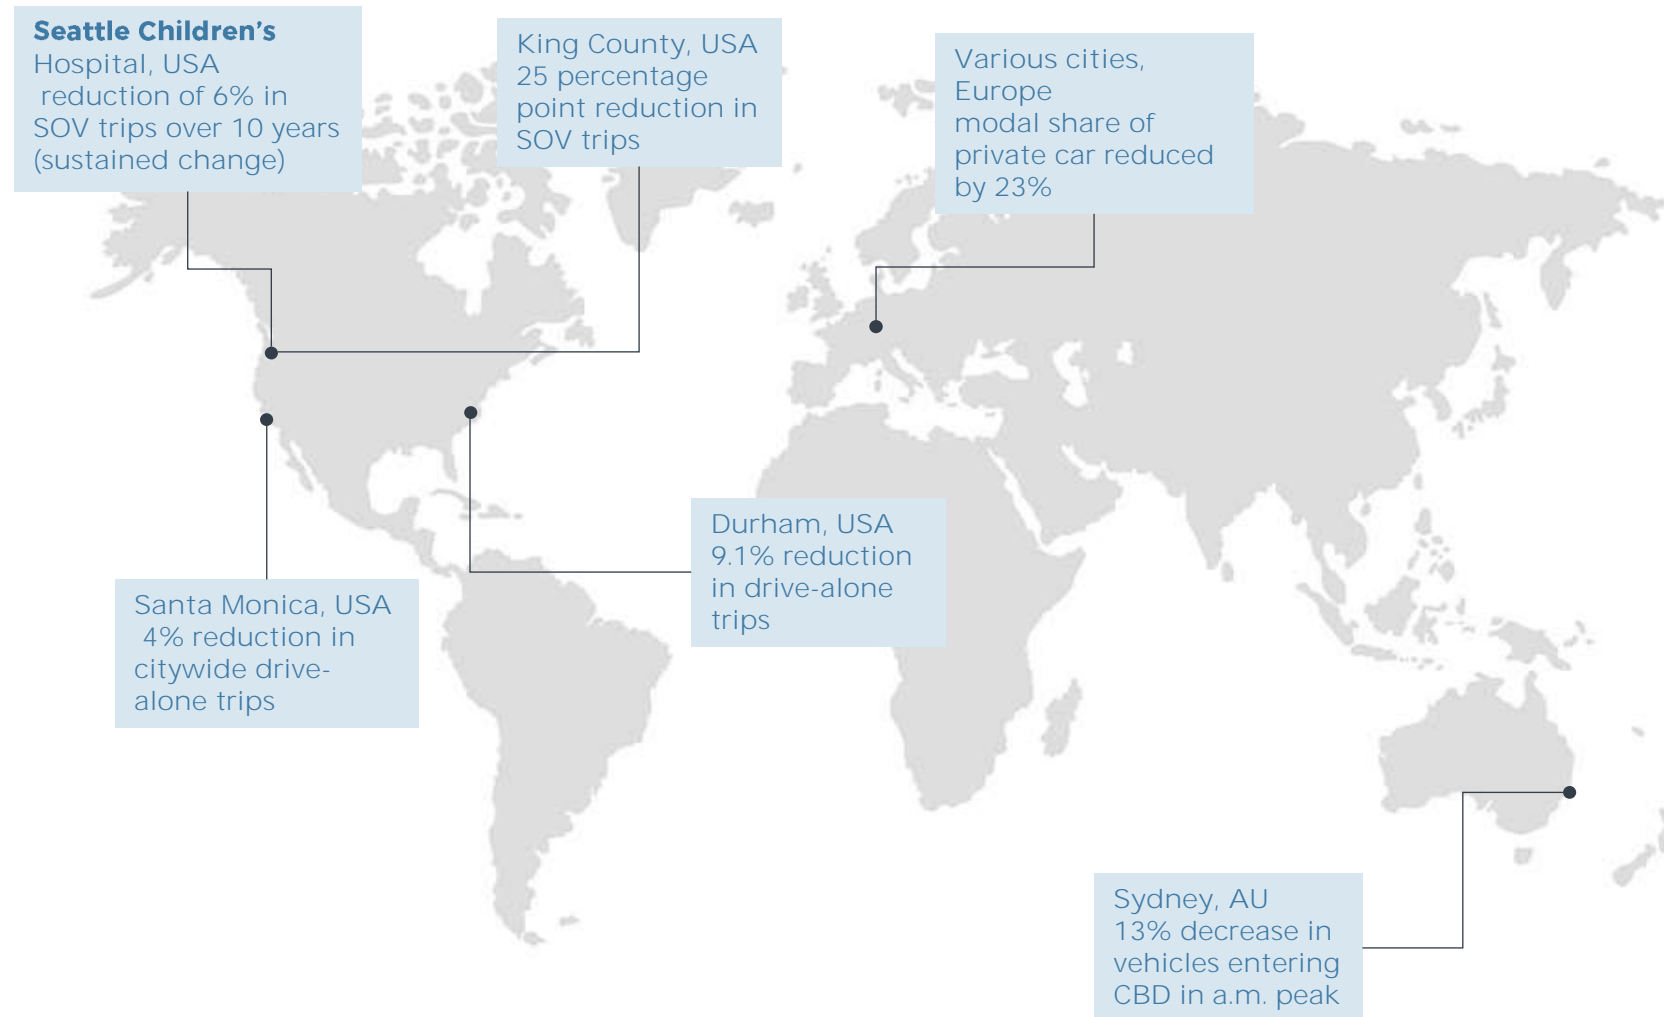 Seattle Children's
Hospital, USA
reduction of 6% in
SOV trips over 10 years
(sustained change)
King County, USA
25 percentage
point reduction in
SOV trips
Various cities,
Europe
modal share of
private car reduced
by 23%
Durham, USA
9.1% reduction
in drive-alone
trips
Santa Monica, USA
4% reduction in
citywide drive-
alone trips
Sydney, AU
13% decrease in
vehicles entering
CBD in a.m. peak